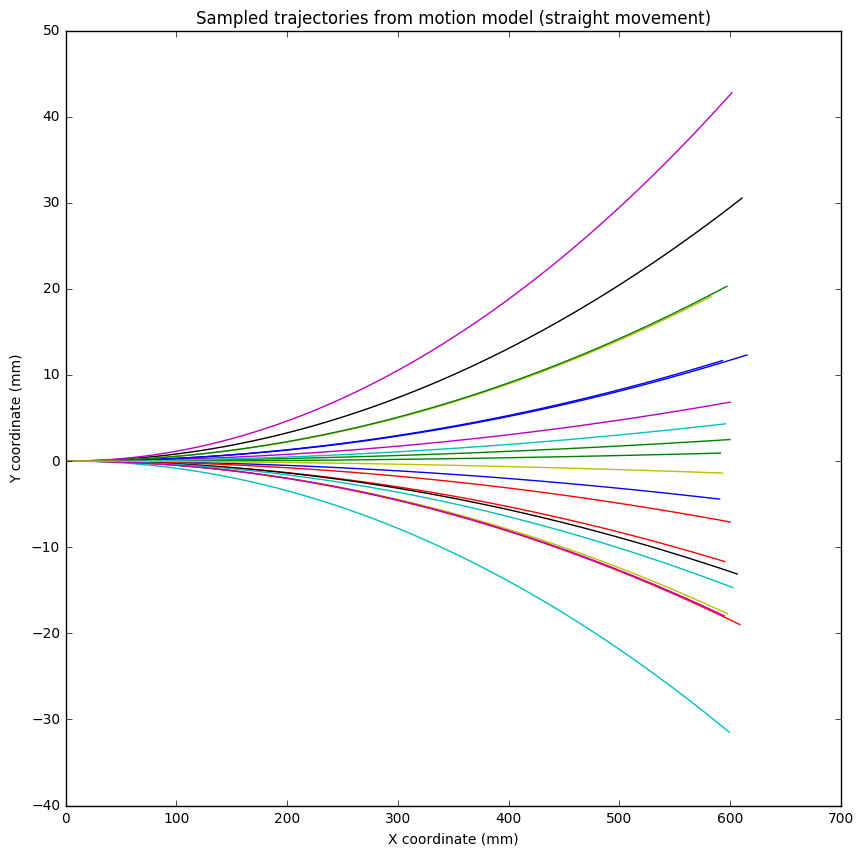 Sampled trajectories from motion model (straight movement)
50
40
30
20
10
0
−10
−20
−30
−40
Y coordinate (mm)
0 100 200 300 400 500 600 700
X coordinate (mm)